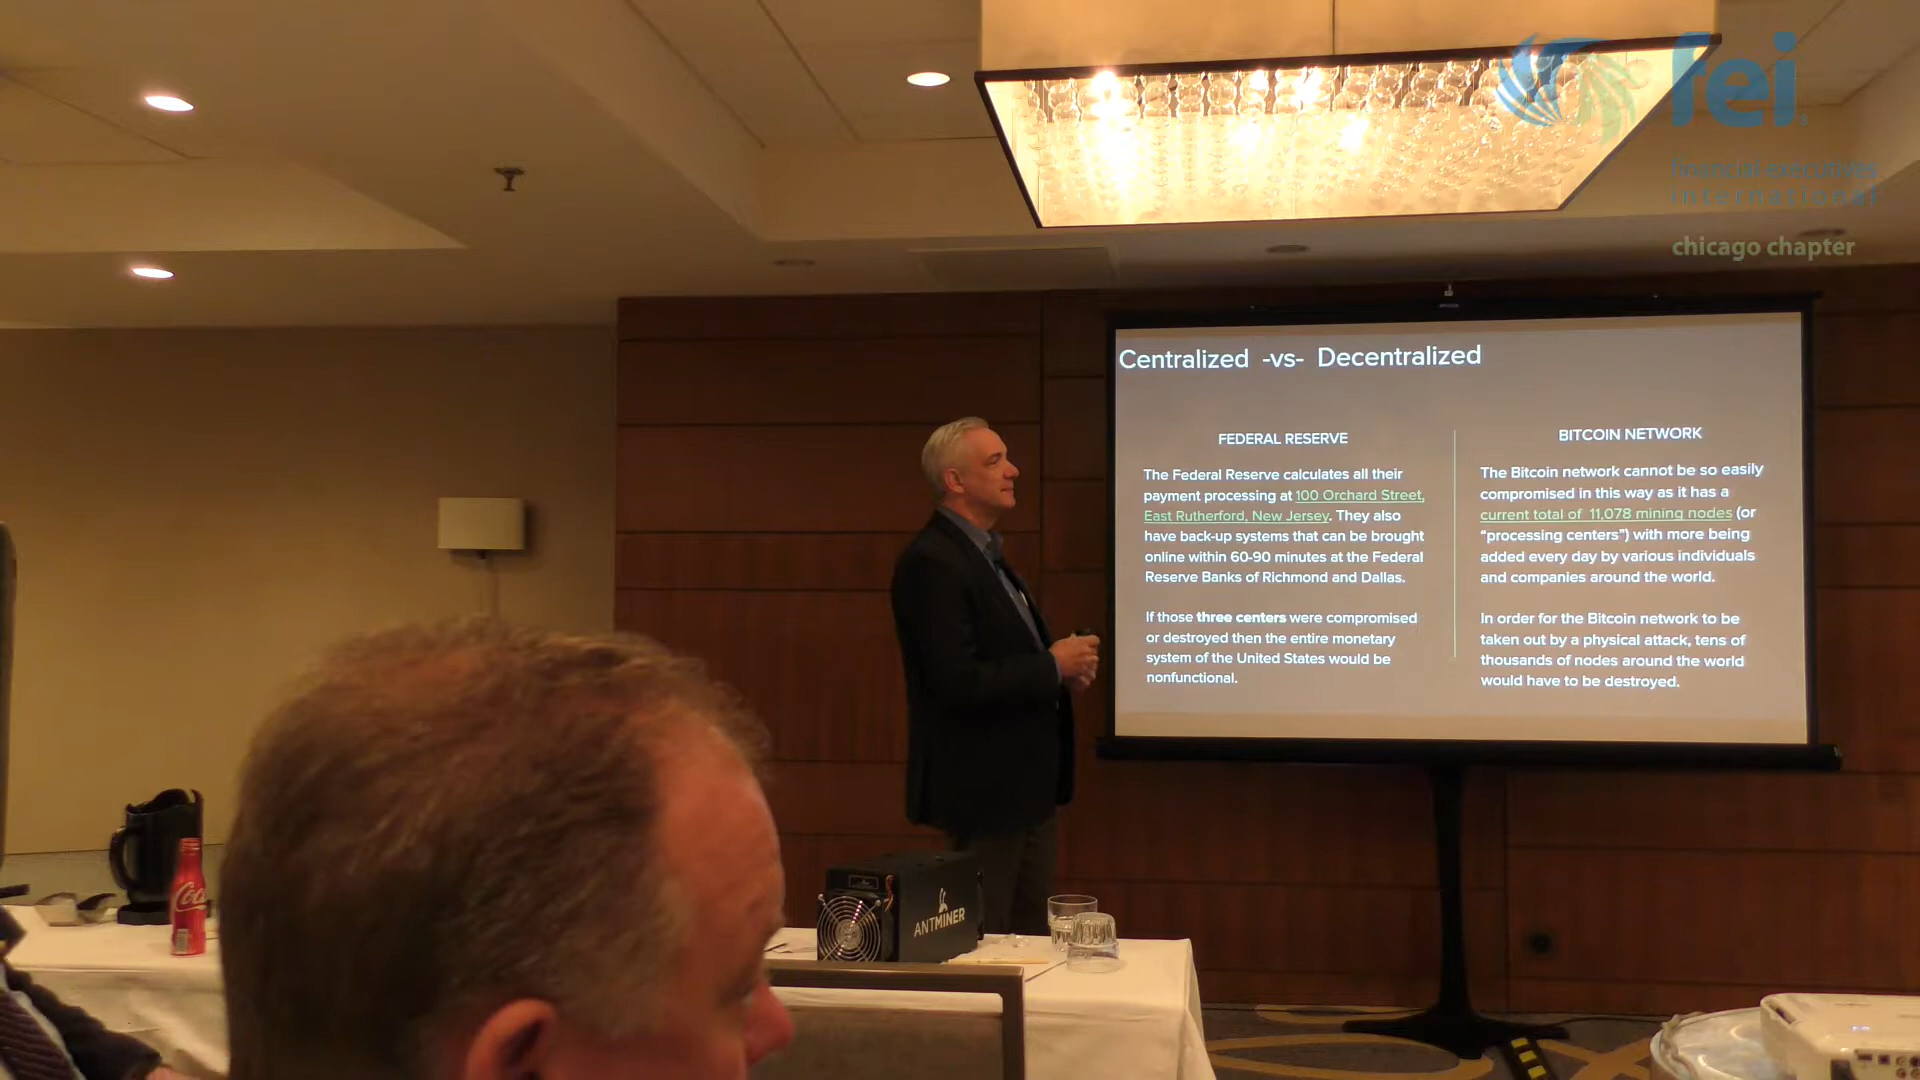 fei
financial executives
international
chicago chapter
Centralized -vs- Decentralized
FEDERAL RESERVE
The Federal Reserve calculates all their
payment processing at 100 Orchard Street,
East Rutherford, New Jersey. They also
have back-up systems that can be brought
online within 60-90 minutes at the Federal
Reserve Banks of Richmond and Dallas.
If those three centers were compromised
or destroyed then the entire monetary
system of the United States would be
nonfunctional.
BITCOIN NETWORK
The Bitcoin network cannot be so easily
compromised in this way as it has a
current total of 11,078 mining nodes (or
“processing centers”) with more being
added every day by various individuals
and companies around the world.
In order for the Bitcoin network to be
taken out by a physical attack, tens of
thousands of nodes around the world
would have to be destroyed.
ANTMINER